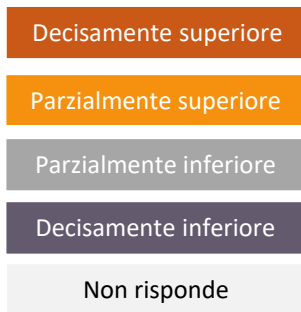 Decisamente superiore
Parzialmente superiore
Parzialmente inferiore
Decisamente inferiore
Non risponde